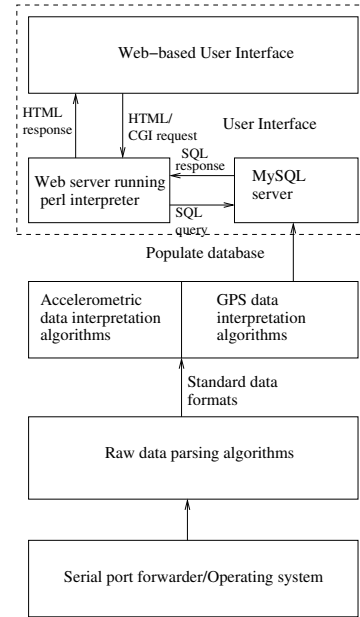 Web−based User Interface
HTML
response
HTML/
CGI request
User Interface
SQL
response
Web server running
perl interpreter
MySQL
server
SQL
query
Populate database
Accelerometric
data interpretation
algorithms
GPS data
interpretation
algorithms
Standard data
formats
Raw data parsing algorithms
Serial port forwarder/Operating system